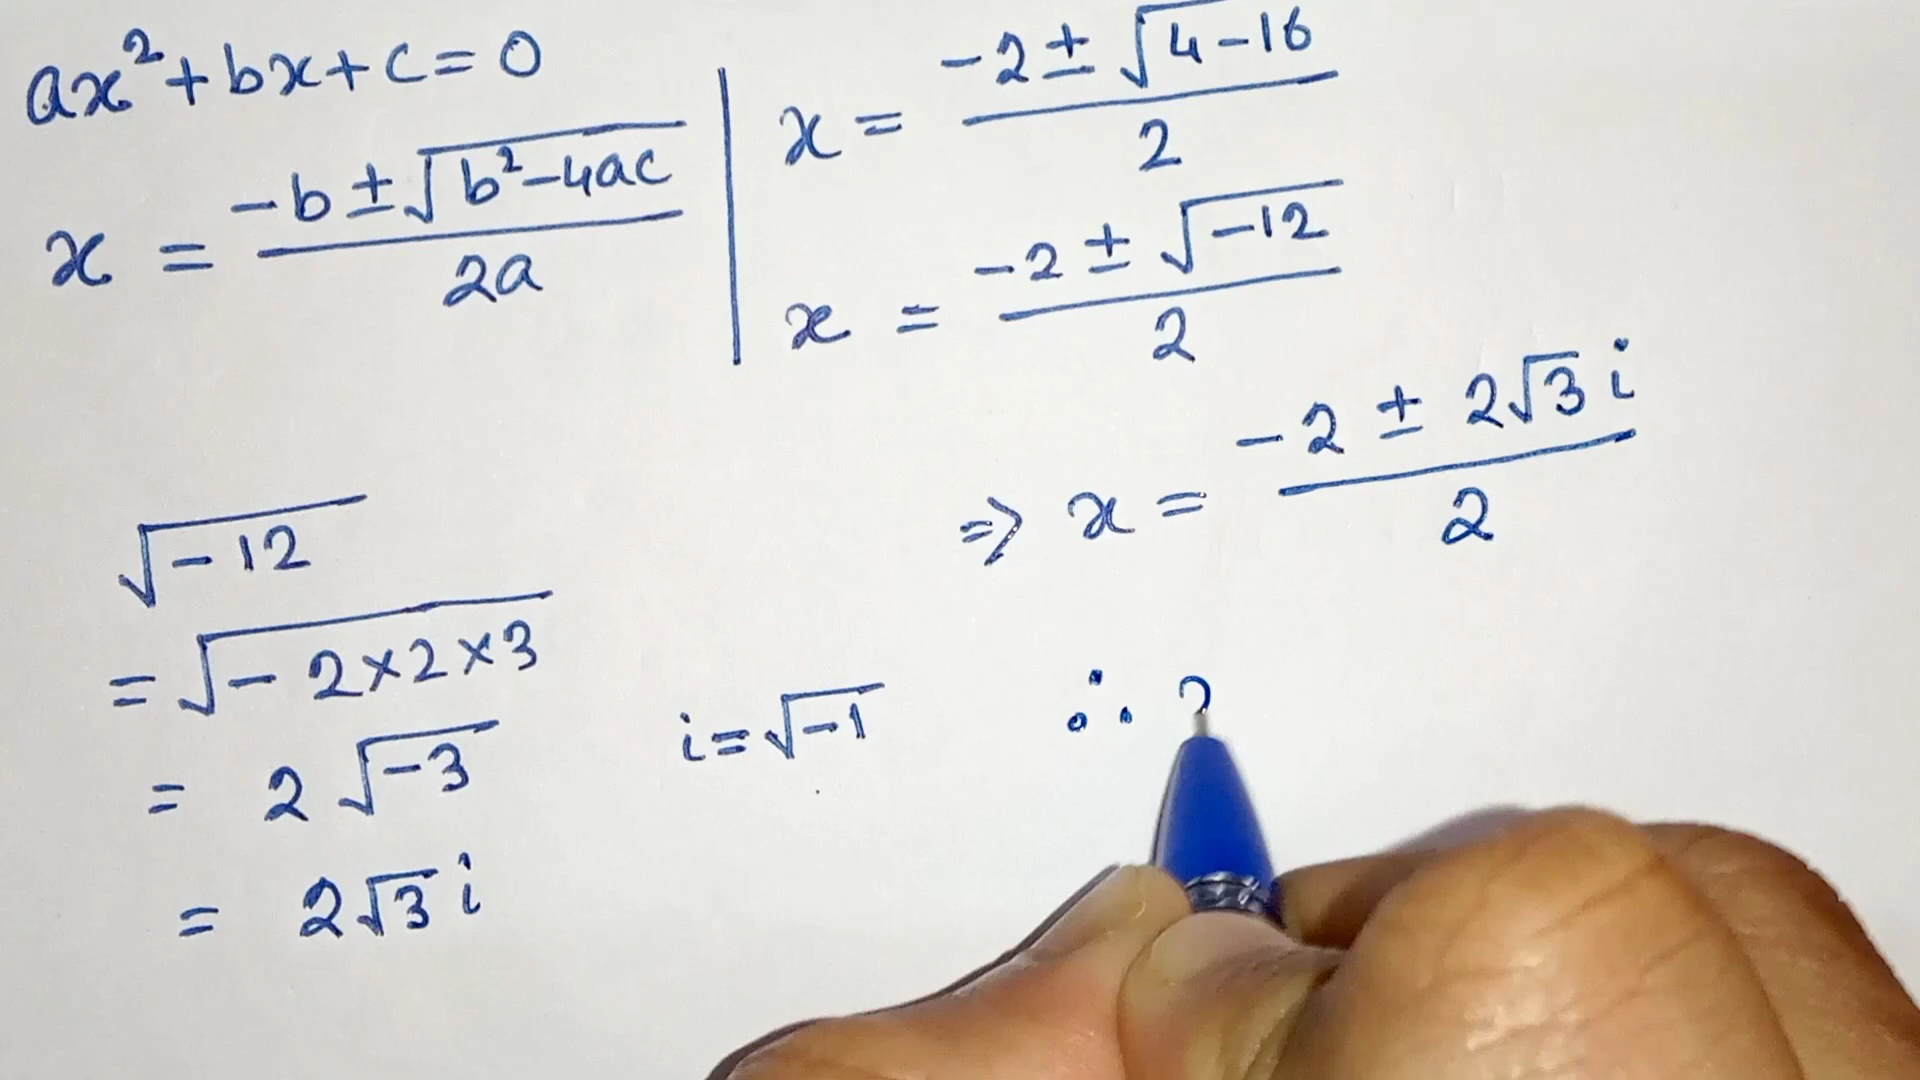 ax² + bx + c = 0
x = (-b ± √(b² - 4ac)) / 2a
x = (-2 ± √(4 - 16)) / 2
x = (-2 ± √(-12)) / 2
⇒ x = (-2 ± 2√3 i) / 2
√(-12)
= √(-2×2×3)
= 2√(-3)
= 2√3 i
i = √(-1)
∴